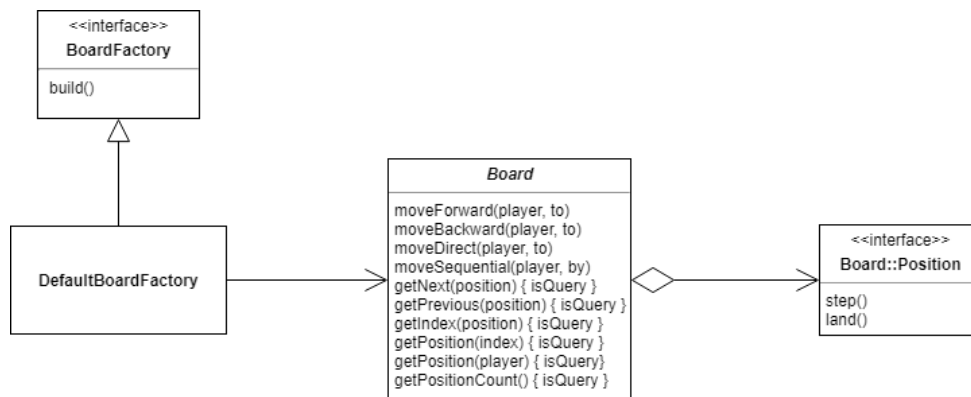 <<interface>>
BoardFactory
build()
DefaultBoardFactory
Board
moveForward(player, to)
moveBackward(player, to)
moveDirect(player, to)
moveSequential(player, by)
getNext(position) { isQuery }
getPrevious(position) { isQuery }
getIndex(position) { isQuery }
getPosition(index) { isQuery }
getPosition(player) { isQuery}
getPositionCount() { isQuery }
<<interface>>
Board::Position
step()
land()